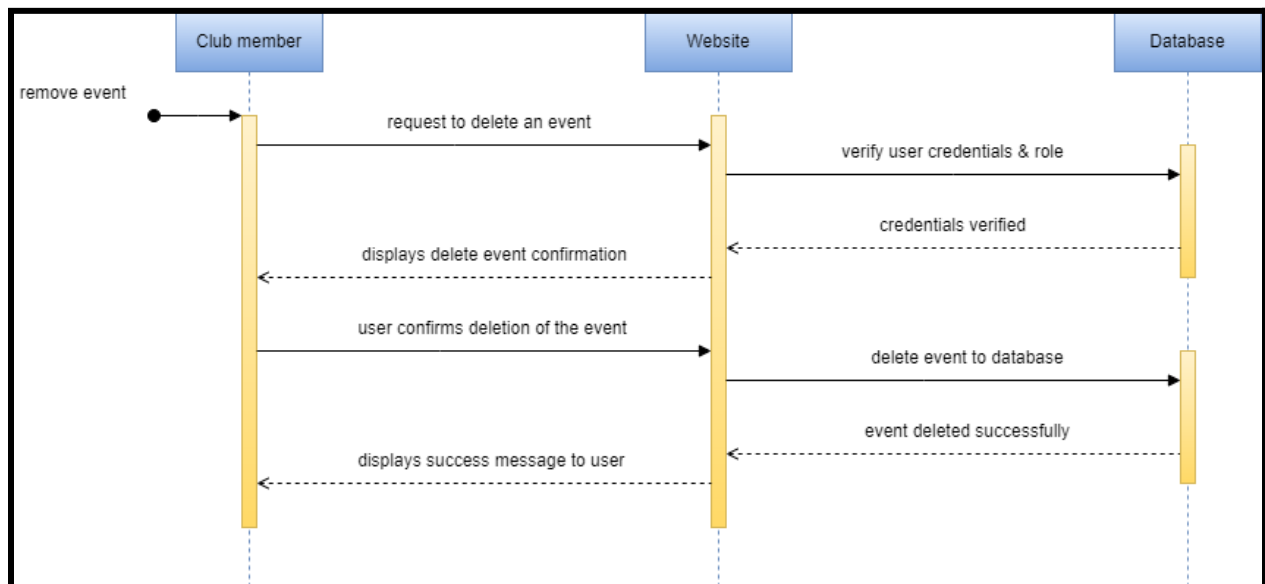 Club member
Website
Database
remove event
request to delete an event
verify user credentials & role
credentials verified
displays delete event confirmation
user confirms deletion of the event
delete event to database
event deleted successfully
displays success message to user